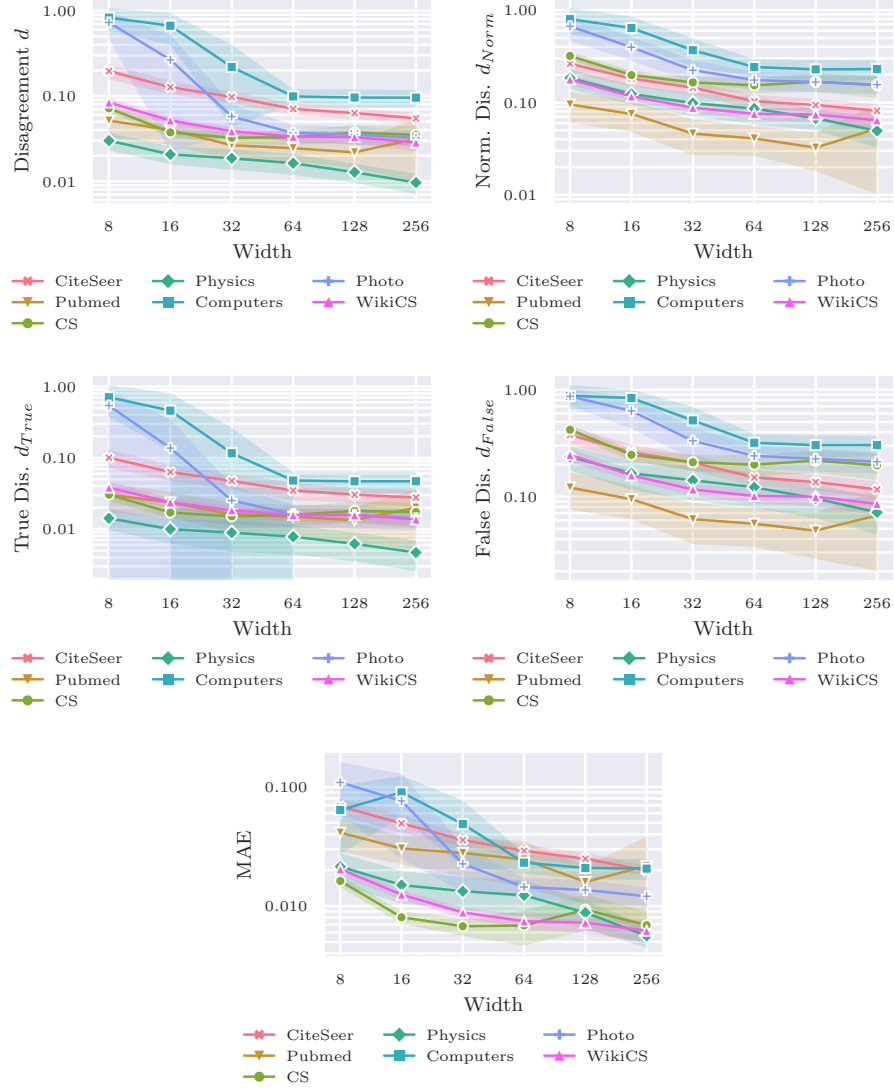 1.00
0.10
0.01
Disagreement d
8 16 32 64 128 256
Width
CiteSeer Physics Photo
Pubmed Computers WikiCS
CS
1.00
0.10
0.01
Norm. Dis. d_Norm
8 16 32 64 128 256
Width
CiteSeer Physics Photo
Pubmed Computers WikiCS
CS
1.00
0.10
0.01
True Dis. d_True
8 16 32 64 128 256
Width
CiteSeer Physics Photo
Pubmed Computers WikiCS
CS
1.00
0.10
False Dis. d_False
8 16 32 64 128 256
Width
CiteSeer Physics Photo
Pubmed Computers WikiCS
CS
0.100
0.010
MAE
8 16 32 64 128 256
Width
CiteSeer Physics Photo
Pubmed Computers WikiCS
CS